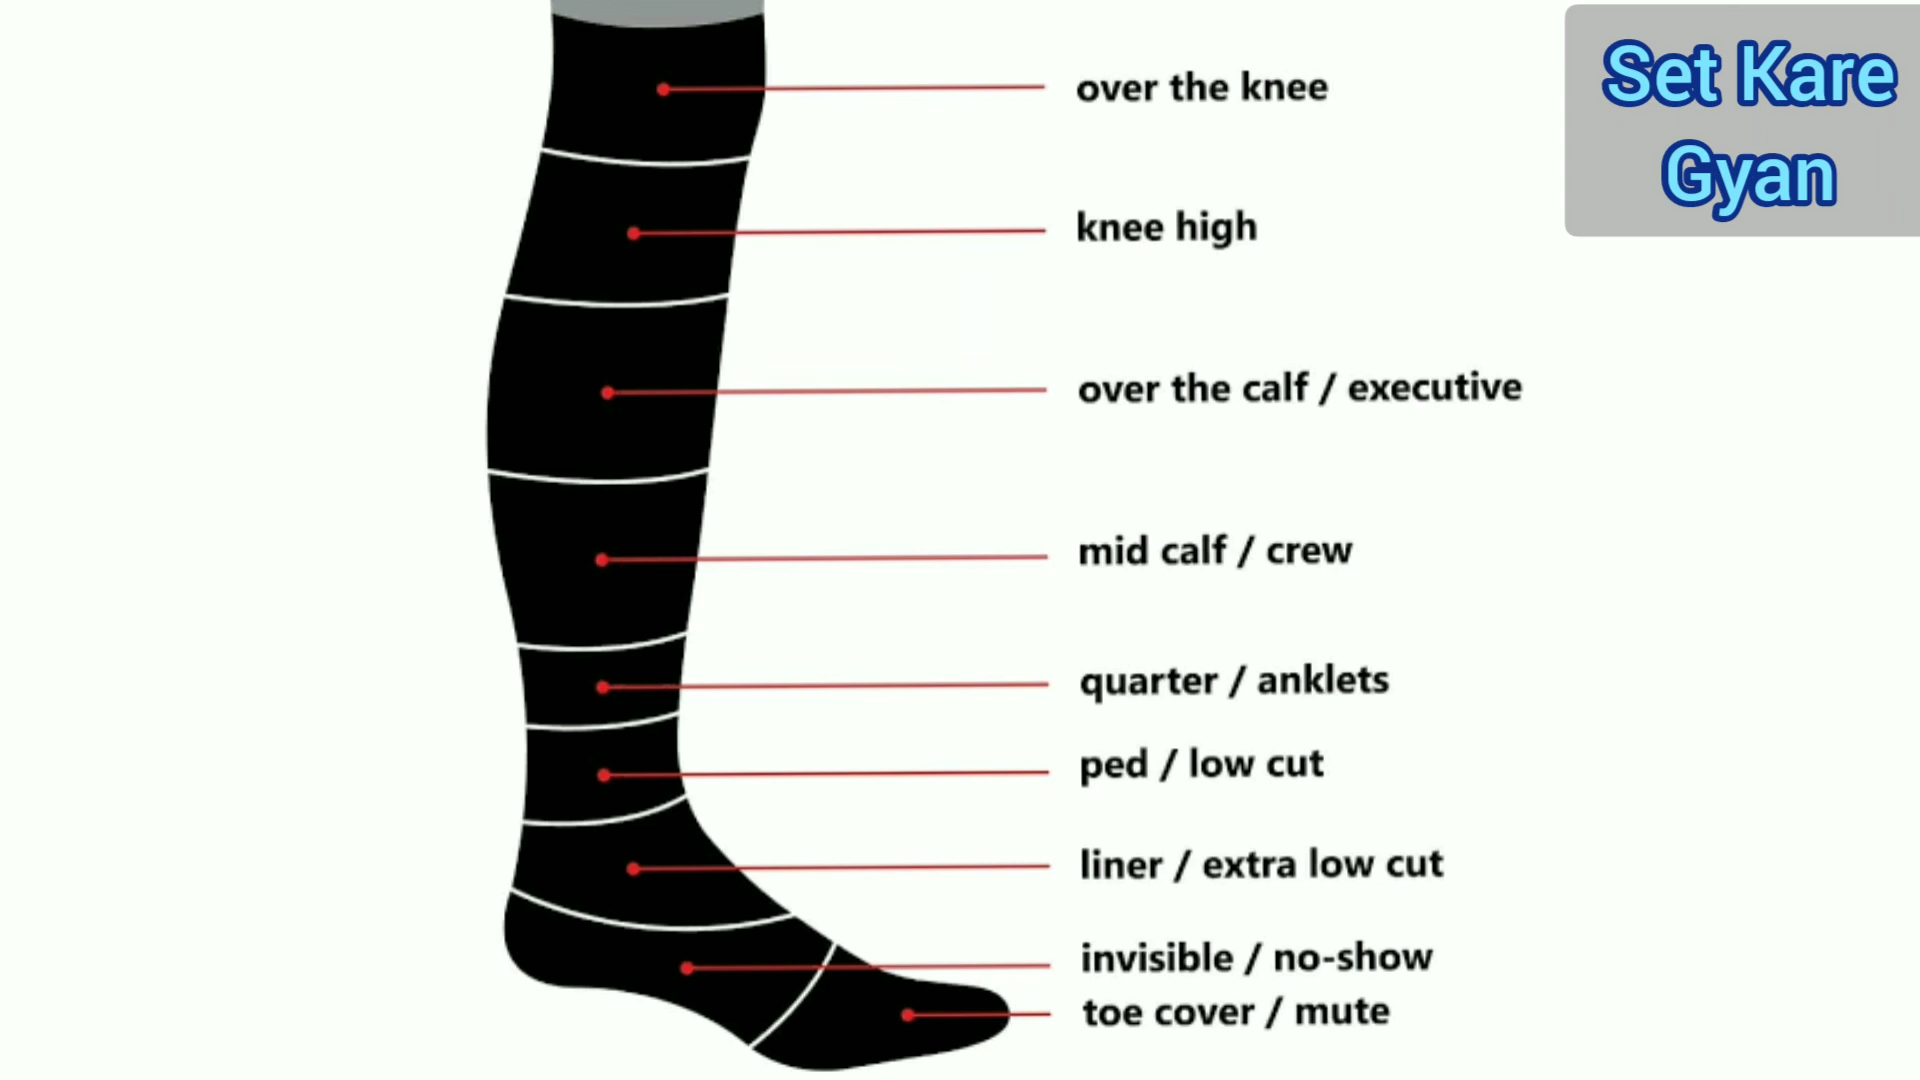 over the knee
Set Kare
Gyan
knee high
over the calf / executive
mid calf / crew
quarter / anklets
ped / low cut
liner / extra low cut
invisible / no-show
toe cover / mute